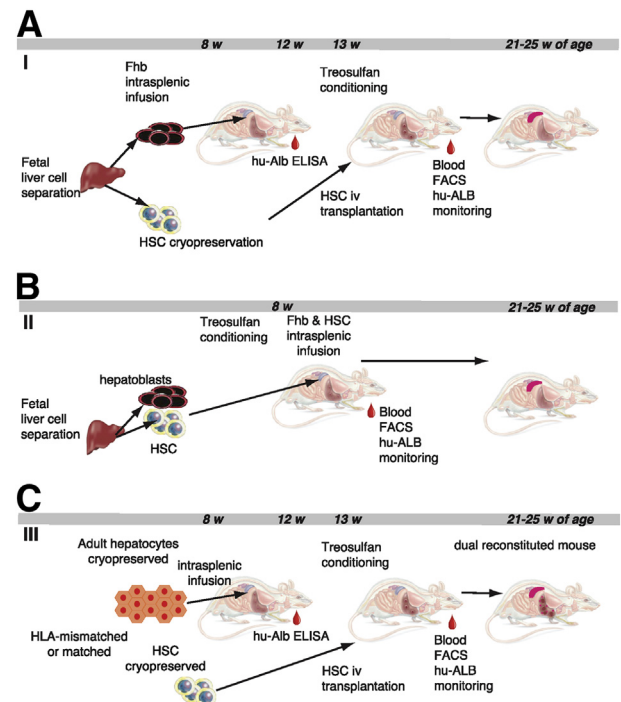 A
8 w 12 w 13 w 21-25 w of age
I
Fhb
intrasplenic
infusion
Treosulfan
conditioning
hu-Alb ELISA
Fetal
liver cell
separation
Blood
FACS
hu-ALB
monitoring
HSC iv
transplantation
HSC cryopreservation
B
8 w 21-25 w of age
II
Treosulfan
conditioning
Fhb & HSC
intrasplenic
infusion
hepatoblasts
Fetal
liver cell
separation
HSC
Blood
FACS
hu-ALB
monitoring
C
8 w 12 w 13 w 21-25 w of age
III
Adult hepatocytes
cryopreserved
intrasplenic
infusion
Treosulfan
conditioning
dual reconstituted mouse
HLA-mismatched
or matched
hu-Alb ELISA
HSC
cryopreserved
Blood
FACS
hu-ALB
monitoring
HSC iv
transplantation